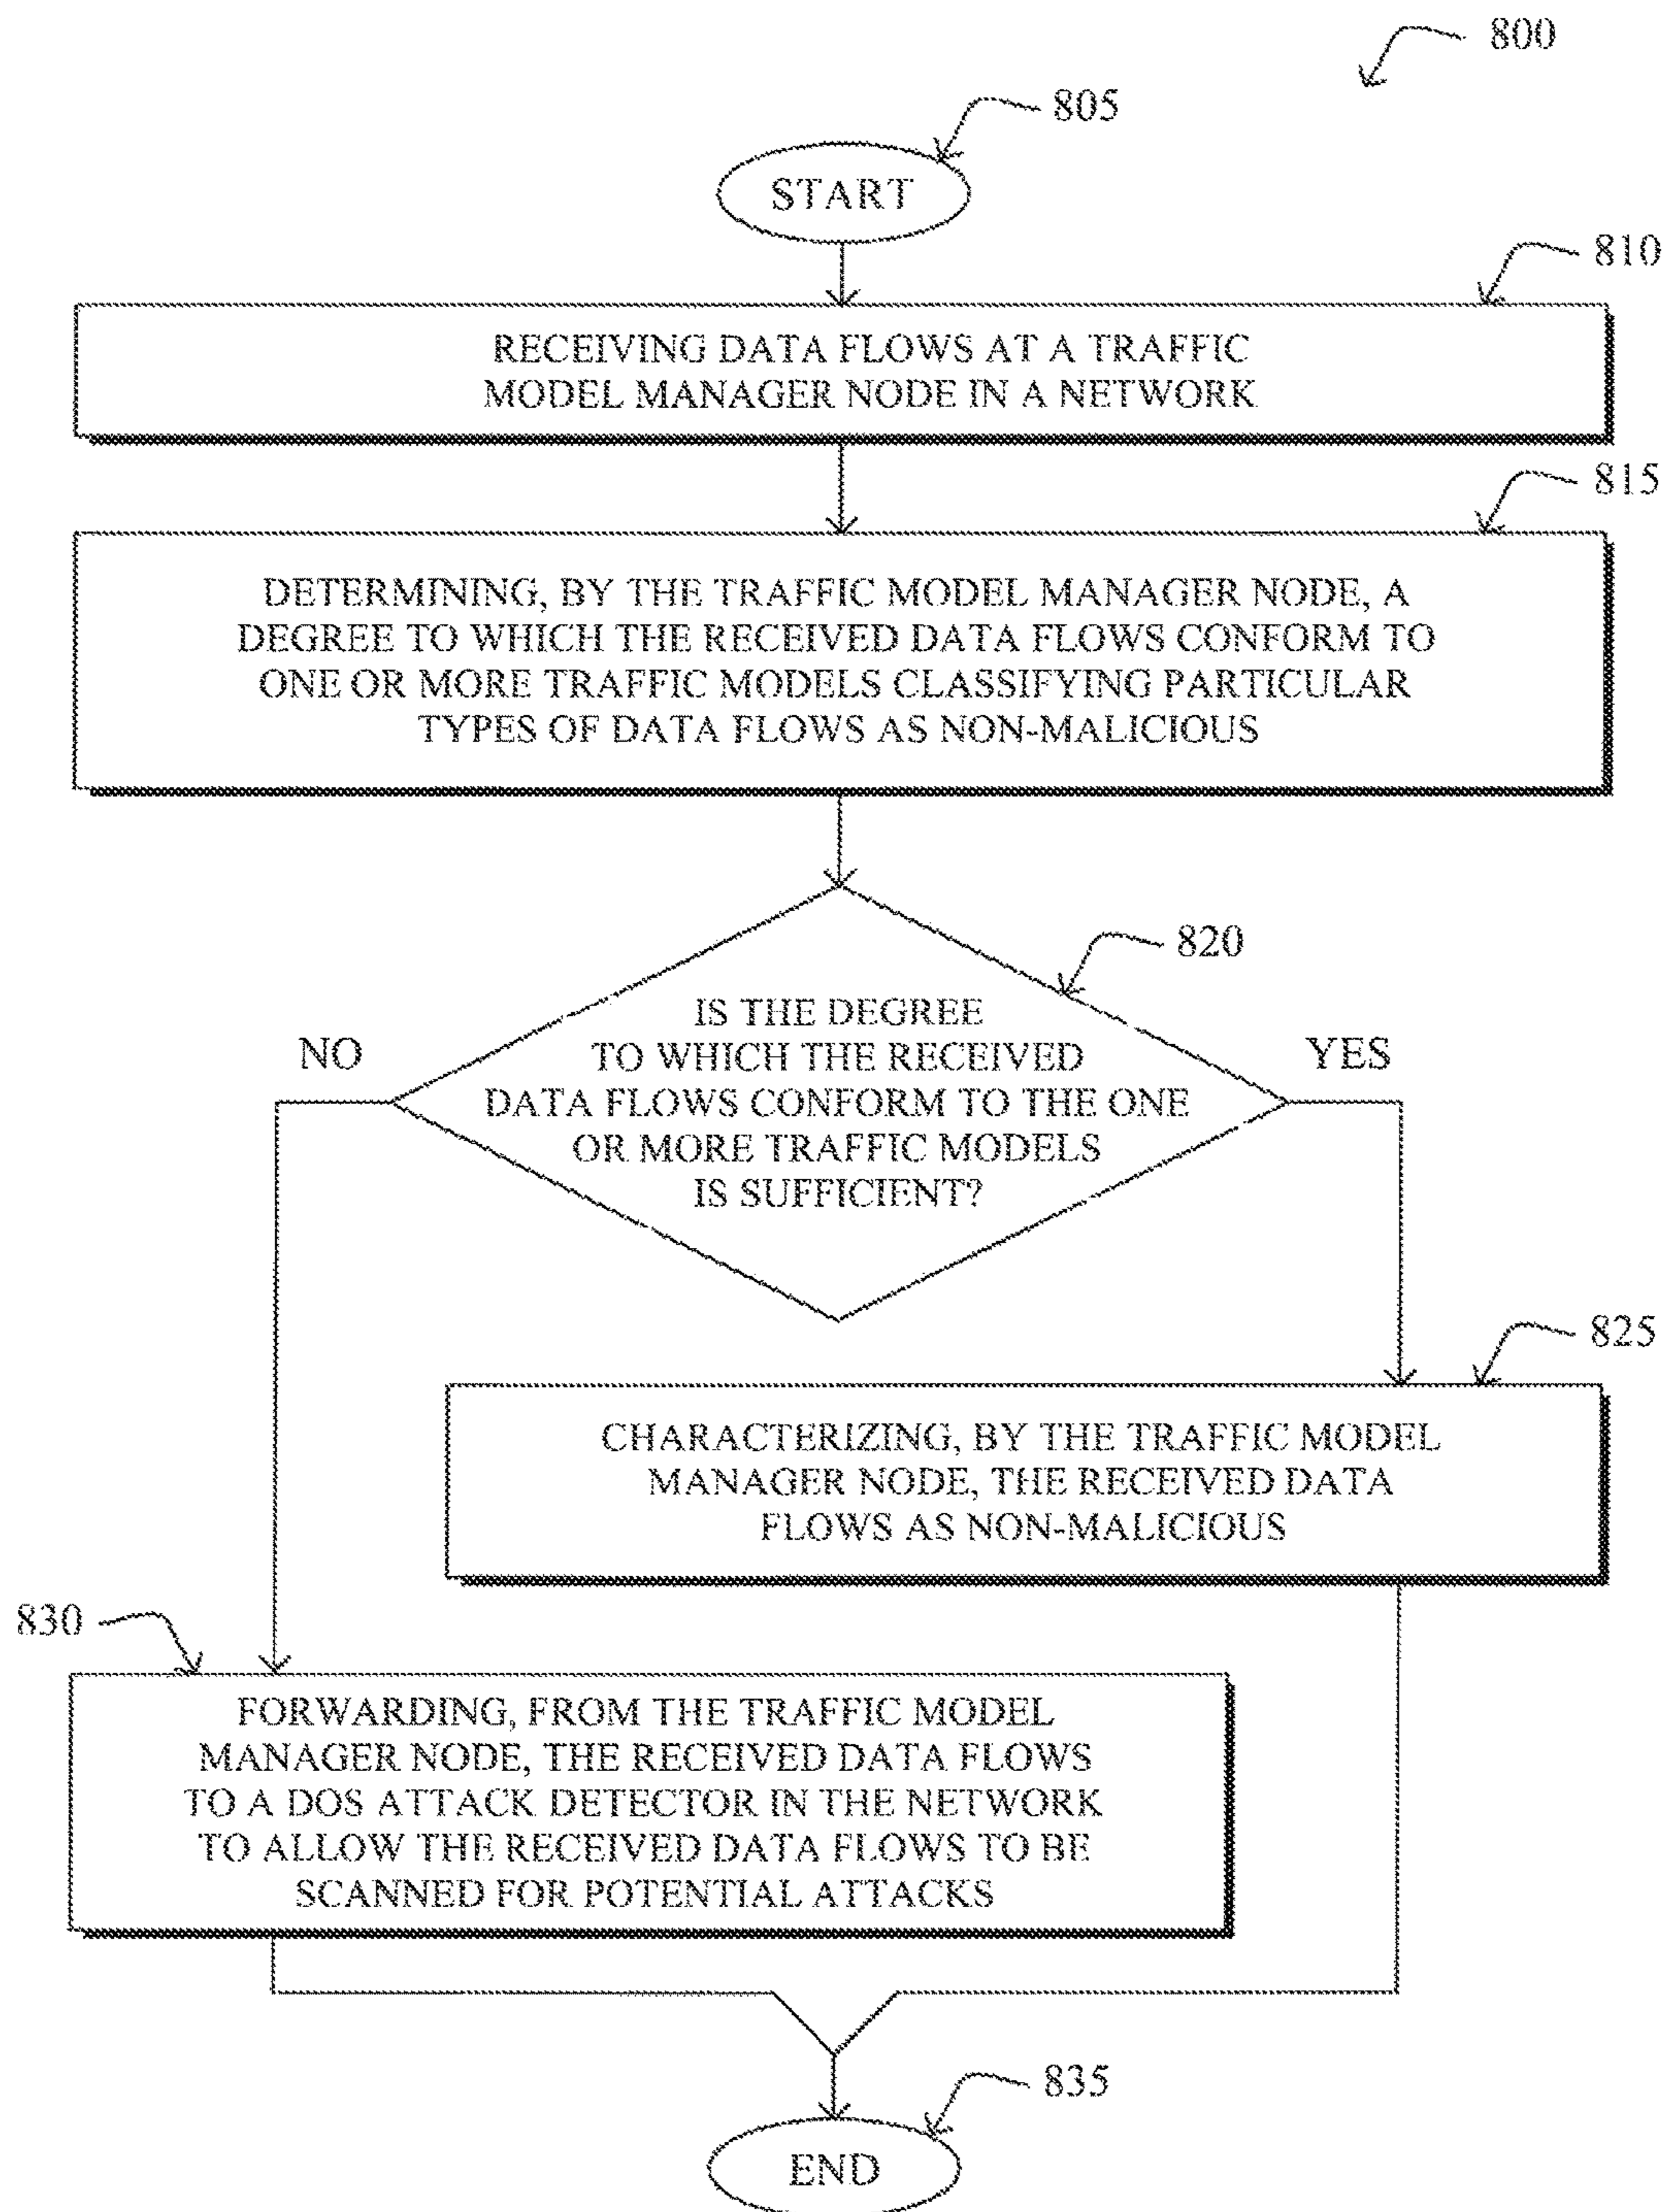 800
805
START
810
RECEIVING DATA FLOWS AT A TRAFFIC
MODEL MANAGER NODE IN A NETWORK
815
DETERMINING, BY THE TRAFFIC MODEL MANAGER NODE, A
DEGREE TO WHICH THE RECEIVED DATA FLOWS CONFORM TO
ONE OR MORE TRAFFIC MODELS CLASSIFYING PARTICULAR
TYPES OF DATA FLOWS AS NON-MALICIOUS
820
IS THE DEGREE
TO WHICH THE RECEIVED
DATA FLOWS CONFORM TO THE ONE
OR MORE TRAFFIC MODELS
IS SUFFICIENT?
NO
YES
825
CHARACTERIZING, BY THE TRAFFIC MODEL
MANAGER NODE, THE RECEIVED DATA
FLOWS AS NON-MALICIOUS
830
FORWARDING, FROM THE TRAFFIC MODEL
MANAGER NODE, THE RECEIVED DATA FLOWS
TO A DOS ATTACK DETECTOR IN THE NETWORK
TO ALLOW THE RECEIVED DATA FLOWS TO BE
SCANNED FOR POTENTIAL ATTACKS
835
END